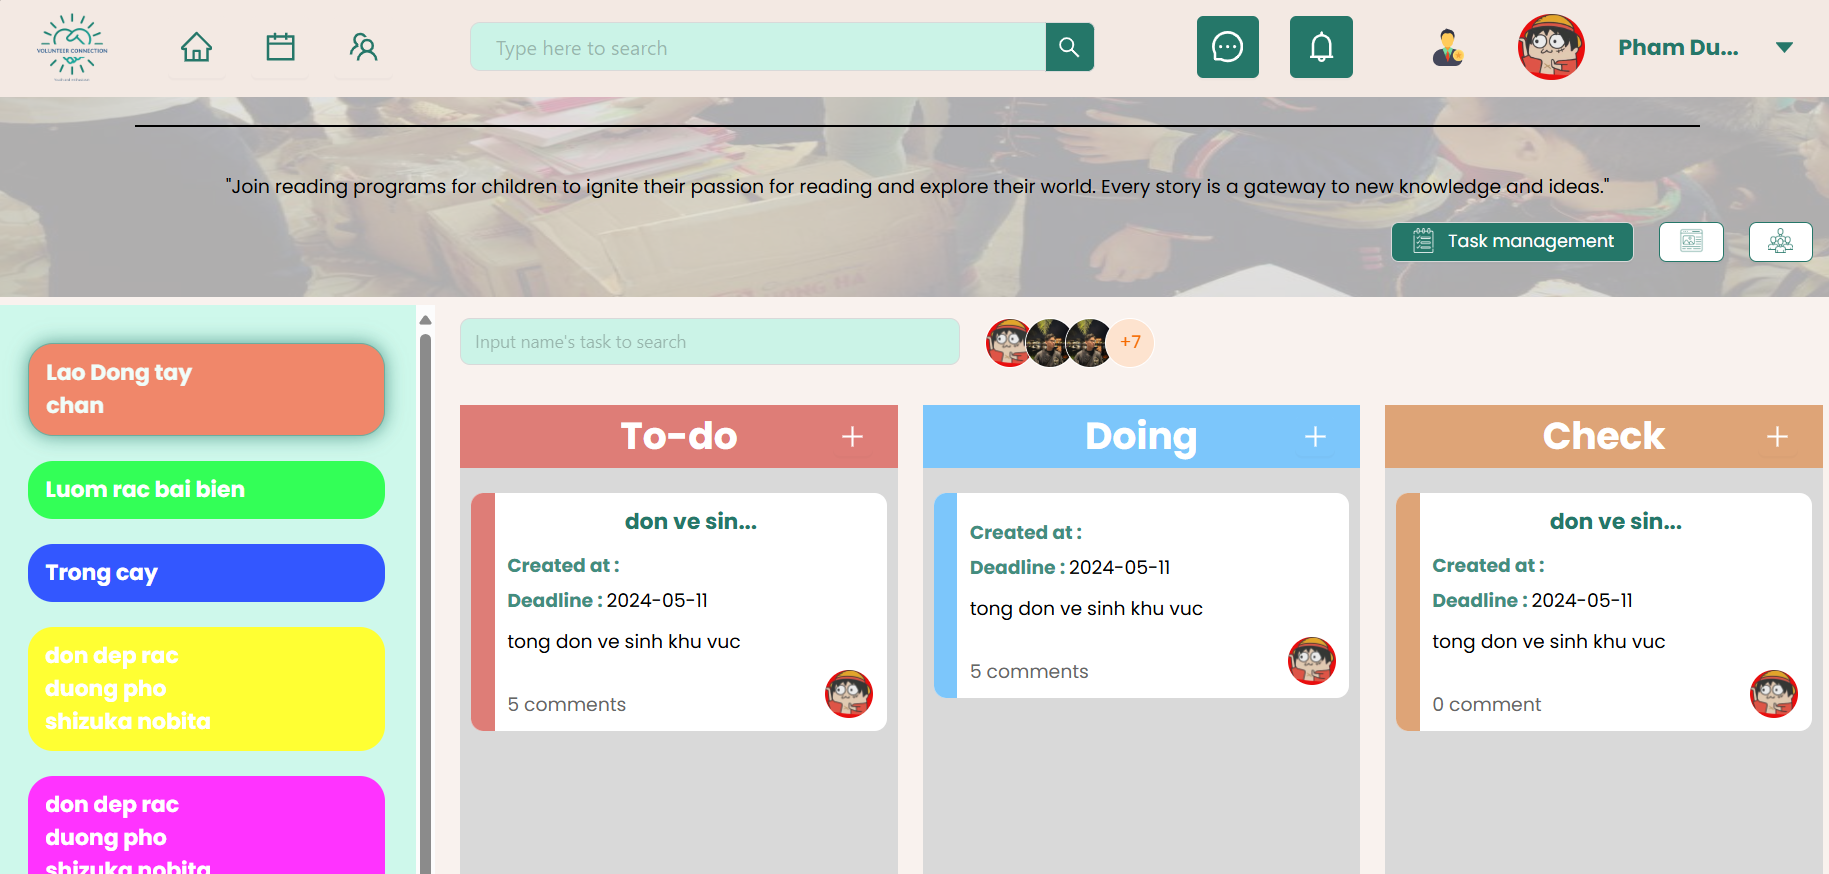 VOLUNTEER CONNECTION
Type here to search
Pham Du...
"Join reading programs for children to ignite their passion for reading and explore their world. Every story is a gateway to new knowledge and ideas."
Task management
Lao Dong tay
chan
Luom rac bai bien
Trong cay
don dep rac
duong pho
shizuka nobita
don dep rac
duong pho
shizuka nobita
Input name's task to search
+7
To-do
don ve sin...
Created at :
Deadline : 2024-05-11
tong don ve sinh khu vuc
5 comments
Doing
Created at :
Deadline : 2024-05-11
tong don ve sinh khu vuc
5 comments
Check
don ve sin...
Created at :
Deadline : 2024-05-11
tong don ve sinh khu vuc
0 comment